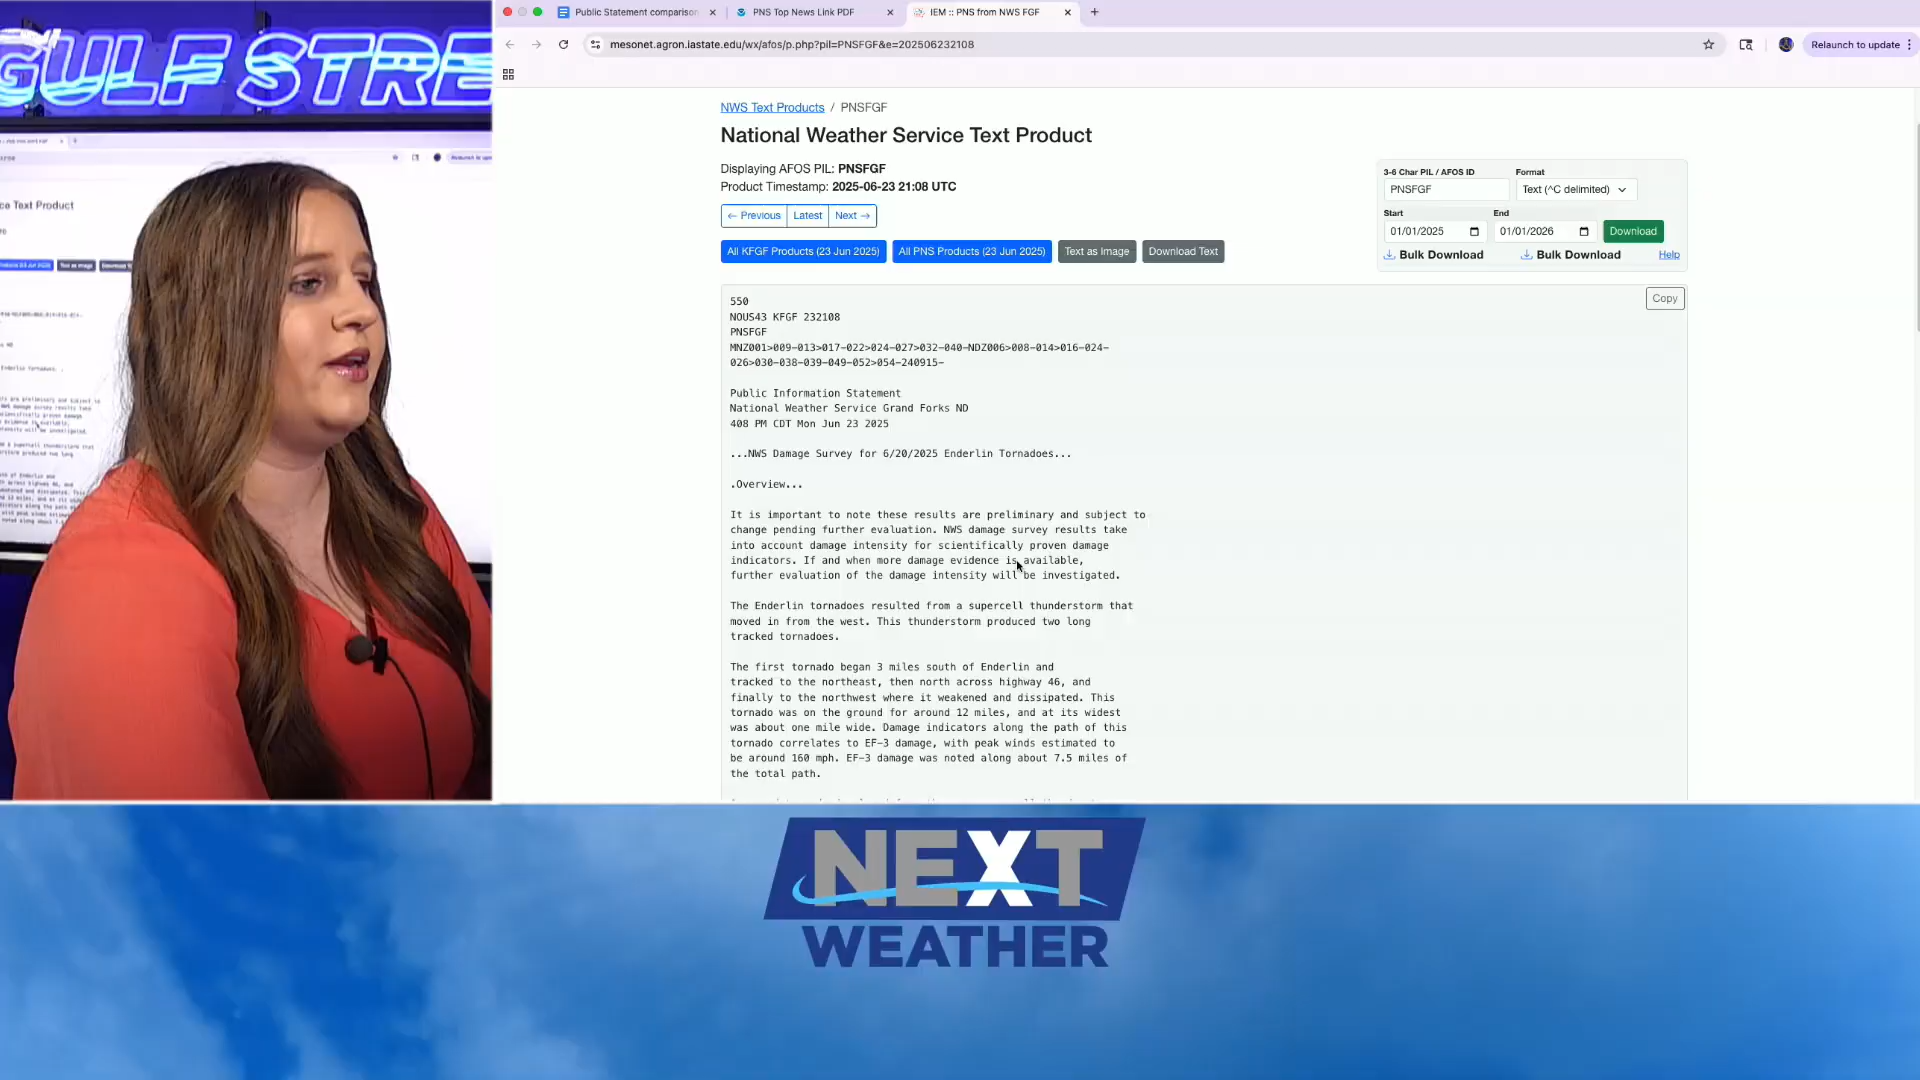 GULF STRE
Public Statement comparison
PNS Top News Link PDF
IEM :: PNS from NWS FGF
mesonet.agron.iastate.edu/wx/afos/p.php?pil=PNSFGF&e=202506232108
Relaunch to update
NWS Text Products / PNSFGF
National Weather Service Text Product
Displaying AFOS PIL: PNSFGF
Product Timestamp: 2025-06-23 21:08 UTC
← Previous
Latest
Next →
All KFGF Products (23 Jun 2025)
All PNS Products (23 Jun 2025)
Text as Image
Download Text
3-6 Char PIL / AFOS ID
Format
PNSFGF
Text (^C delimited)
Start
End
01/01/2025
01/01/2026
Download
Bulk Download
Bulk Download
Help
Copy
550
NOUS43 KFGF 232108
PNSFGF
MNZ001>009-013>017-022>024-027>032-040-NDZ006>008-014>016-024-
026>030-038-039-049-052>054-240915-
Public Information Statement
National Weather Service Grand Forks ND
408 PM CDT Mon Jun 23 2025
...NWS Damage Survey for 6/20/2025 Enderlin Tornadoes...
.Overview...
It is important to note these results are preliminary and subject to
change pending further evaluation. NWS damage survey results take
into account damage intensity for scientifically proven damage
indicators. If and when more damage evidence is available,
further evaluation of the damage intensity will be investigated.
The Enderlin tornadoes resulted from a supercell thunderstorm that
moved in from the west. This thunderstorm produced two long
tracked tornadoes.
The first tornado began 3 miles south of Enderlin and
tracked to the northeast, then north across highway 46, and
finally to the northwest where it weakened and dissipated. This
tornado was on the ground for around 12 miles, and at its widest
was about one mile wide. Damage indicators along the path of this
tornado correlates to EF-3 damage, with peak winds estimated to
be around 160 mph. EF-3 damage was noted along about 7.5 miles of
the total path.
ce Text Product
NEXT
WEATHER